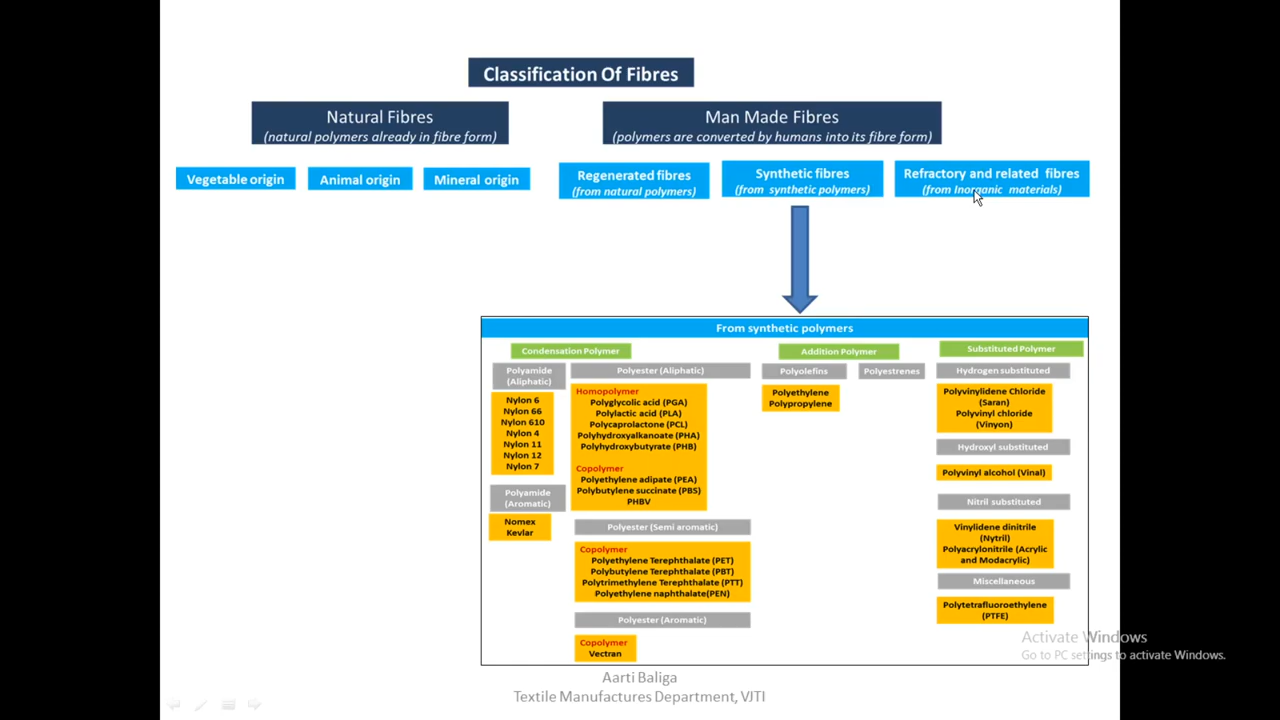 Classification Of Fibres
Natural Fibres
(natural polymers already in fibre form)
Man Made Fibres
(polymers are converted by humans into its fibre form)
Vegetable origin
Animal origin
Mineral origin
Regenerated fibres
(from natural polymers)
Synthetic fibres
(from synthetic polymers)
Refractory and related fibres
(from Inorganic materials)
From synthetic polymers
Condensation Polymer
Polyamide
(Aliphatic)
Nylon 6
Nylon 66
Nylon 610
Nylon 4
Nylon 11
Nylon 12
Nylon 7
Polyamide
(Aromatic)
Nomex
Kevlar
Polyester (Aliphatic)
Homopolymer
Polyglycolic acid (PGA)
Polylactic acid (PLA)
Polycaprolactone (PCL)
Polyhydroxyalkanoate (PHA)
Polyhydroxybutyrate (PHB)
Copolymer
Polyethylene adipate (PEA)
Polybutylene succinate (PBS)
PHBV
Polyester (Semi aromatic)
Copolymer
Polyethylene Terephthalate (PET)
Polybutylene Terephthalate (PBT)
Polytrimethylene Terephthalate (PTT)
Polyethylene naphthalate(PEN)
Polyester (Aromatic)
Copolymer
Vectran
Addition Polymer
Polyolefins
Polyethylene
Polypropylene
Polyestrenes
Substituted Polymer
Hydrogen substituted
Polyvinylidene Chloride
(Saran)
Polyvinyl chloride
(Vinyon)
Hydroxyl substituted
Polyvinyl alcohol (Vinal)
Nitril substituted
Vinylidene dinitrile
(Nytril)
Polyacrylonitrile (Acrylic
and Modacrylic)
Miscellaneous
Polytetrafluoroethylene
(PTFE)
Activate Windows
Go to PC settings to activate Windows.
Aarti Baliga
Textile Manufactures Department, VJTI